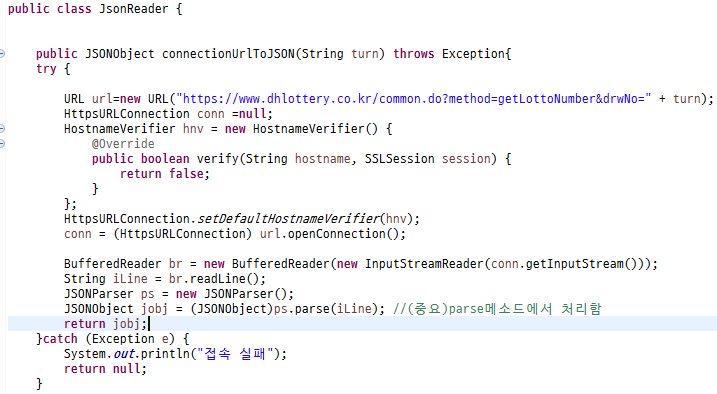 public class JsonReader {
public JSONObject connectionUrlToJSON(String turn) throws Exception{
try {
URL url=new URL("https://www.dhlottery.co.kr/common.do?method=getLottoNumber&drwNo=" + turn);
HttpsURLConnection conn =null;
HostnameVerifier hnv = new HostnameVerifier() {
@Override
public boolean verify(String hostname, SSLSession session) {
return false;
}
};
HttpsURLConnection.setDefaultHostnameVerifier(hnv);
conn = (HttpsURLConnection) url.openConnection();
BufferedReader br = new BufferedReader(new InputStreamReader(conn.getInputStream()));
String iLine = br.readLine();
JSONParser ps = new JSONParser();
JSONObject jobj = (JSONObject)ps.parse(iLine); //(중요)parse메소드에서 처리함
return jobj;
}catch (Exception e) {
System.out.println("접속 실패");
return null;
}